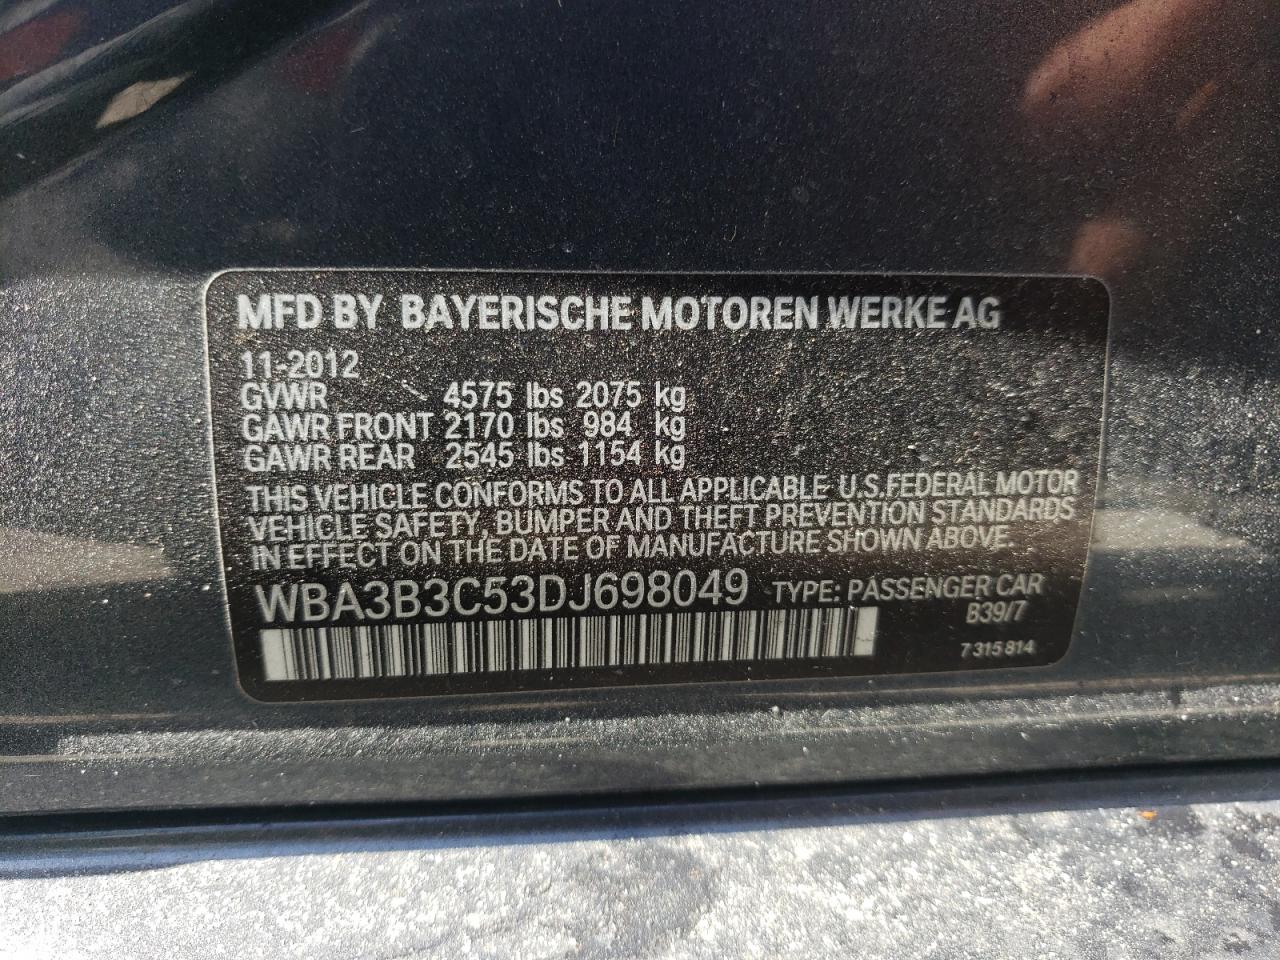 MFD BY BAYERISCHE MOTOREN WERKE AG
11-2012
GVWR 4575 lbs 2075 kg
GAWR FRONT 2170 lbs 984 kg
GAWR REAR 2545 lbs 1154 kg
THIS VEHICLE CONFORMS TO ALL APPLICABLE U.S.FEDERAL MOTOR
VEHICLE SAFETY, BUMPER AND THEFT PREVENTION STANDARDS
IN EFFECT ON THE DATE OF MANUFACTURE SHOWN ABOVE.
WBA3B3C53DJ698049 TYPE: PASSENGER CAR
B39/7
7 315 814